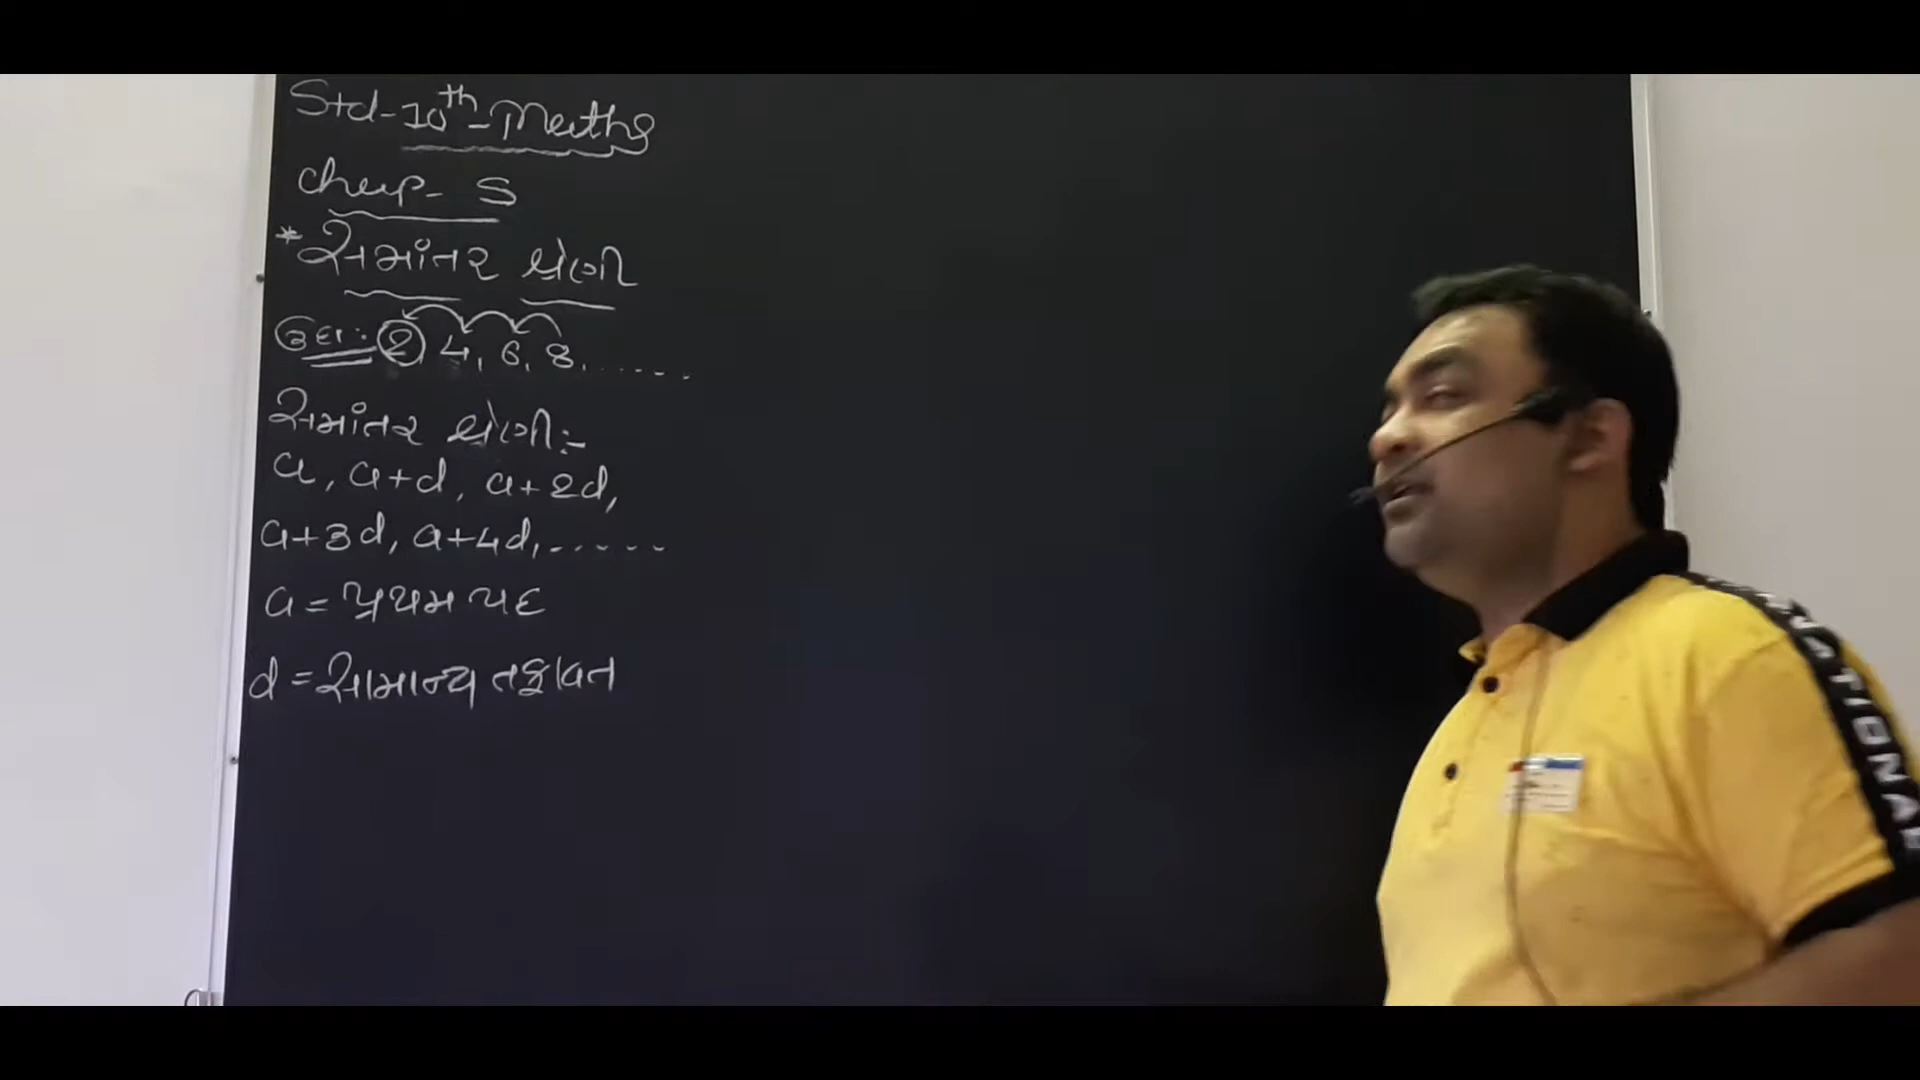 Std-10th-Maths
Chap- 5
* સમાંતર શ્રેણી
ઉદા:- 2, 4, 6, 8, ......
સમાંતર શ્રેણી:-
a, a+d, a+2d,
a+3d, a+4d, ......
a = પ્રથમ પદ
d = સામાન્ય તફાવત